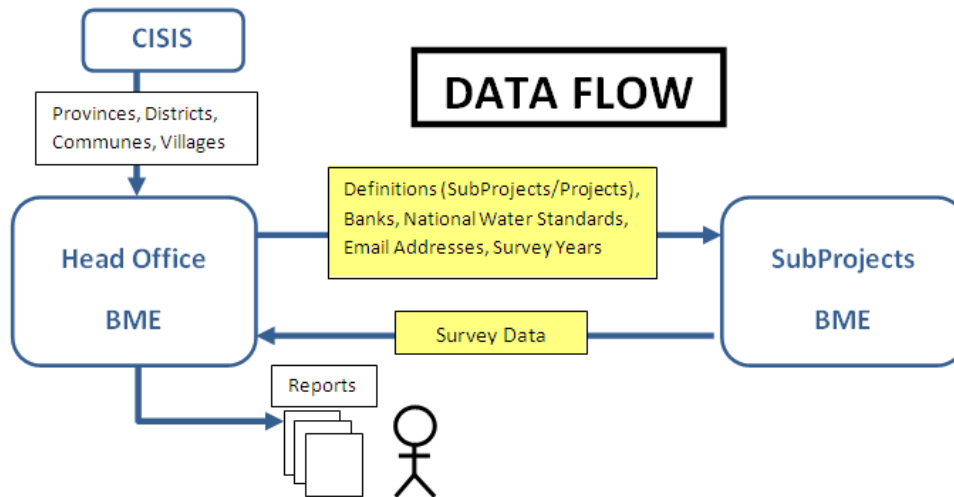 CISIS
DATA FLOW
Provinces, Districts,
Communes, Villages
Definitions (SubProjects/Projects),
Banks, National Water Standards,
Email Addresses, Survey Years
Head Office
BME
SubProjects
BME
Survey Data
Reports